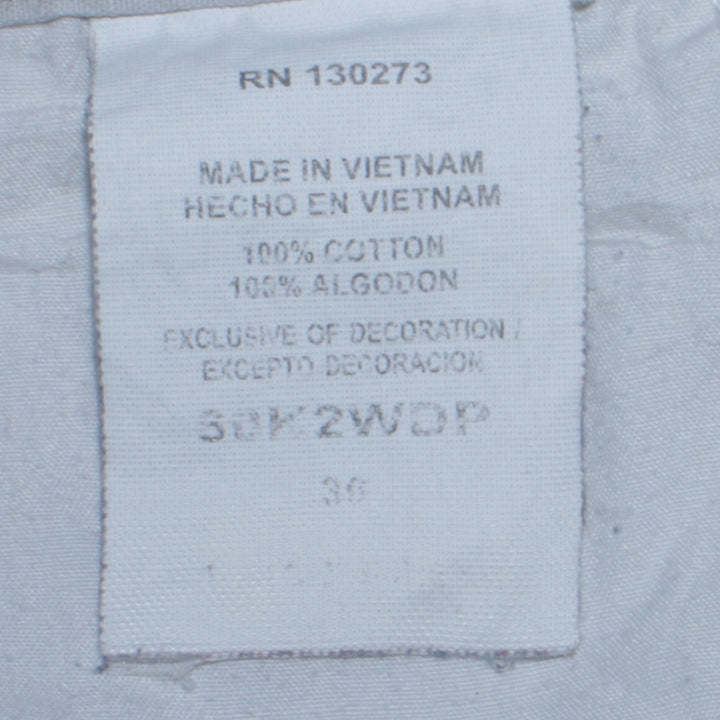 RN 130273
MADE IN VIETNAM
HECHO EN VIETNAM
100% COTTON
100% ALGODON
EXCLUSIVE OF DECORATION /
EXCEPTO DECORACION